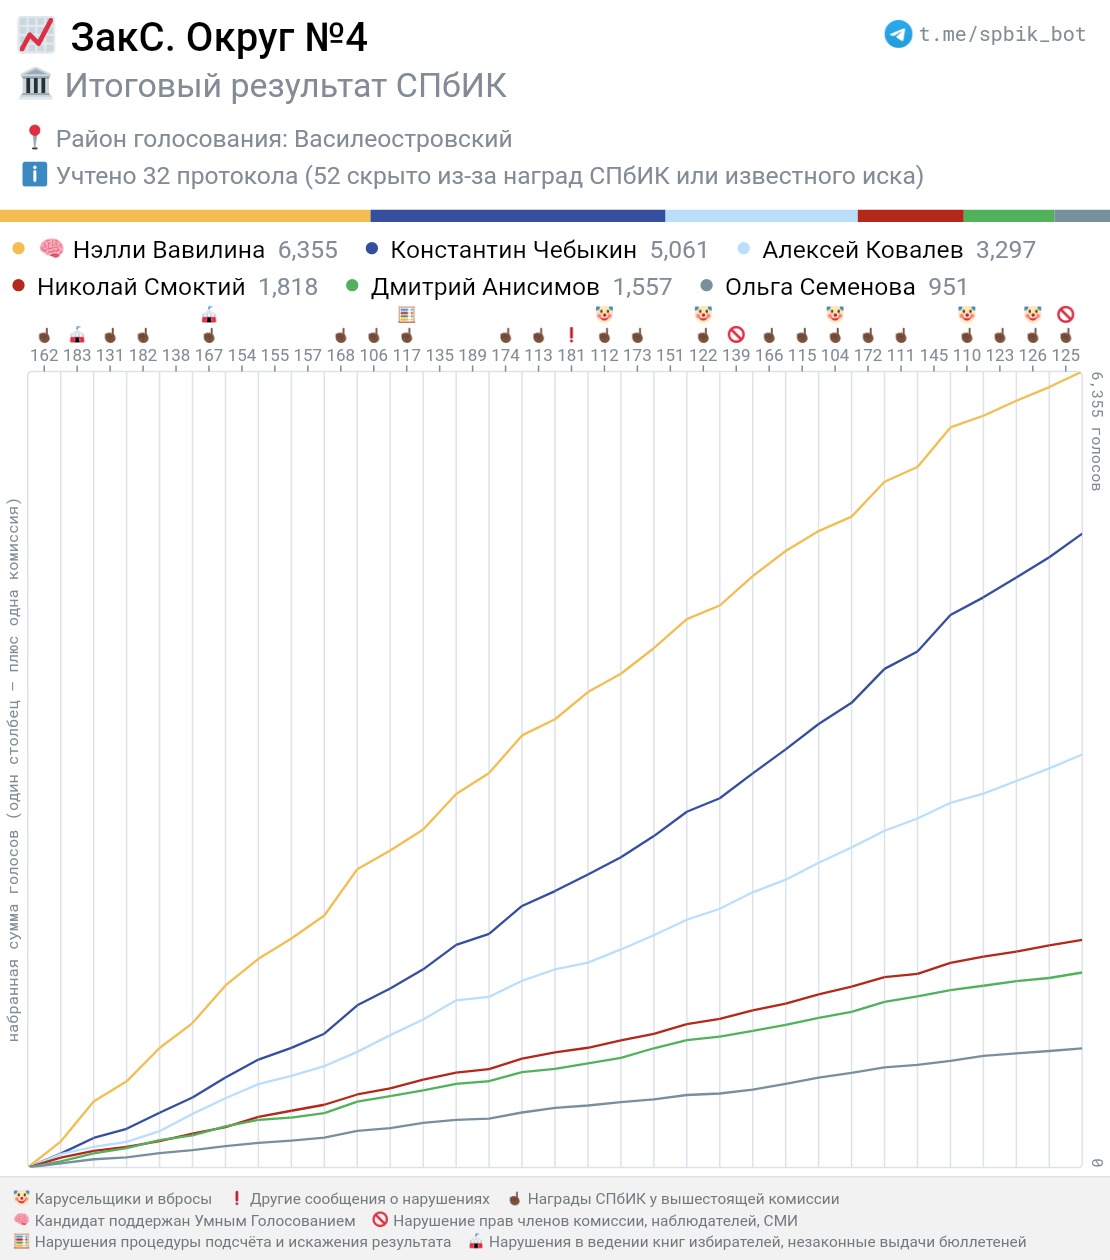 ЗакС. Округ №4
t.me/spbik_bot
Итоговый результат СПбИК
Район голосования: Василеостровский
Учтено 32 протокола (52 скрыто из-за наград СПбИК или известного иска)
Нэлли Вавилина 6,355 Константин Чебыкин 5,061 Алексей Ковалев 3,297
Николай Смоктий 1,818 Дмитрий Анисимов 1,557 Ольга Семенова 951
162 183 131 182 138 167 154 155 157 168 106 117 135 189 174 113 181 112 173 151 122 139 166 115 104 172 111 145 110 123 126 125
6,355 голосов
набранная сумма голосов (один столбец — плюс одна комиссия)
0
Карусельщики и вбросы Другие сообщения о нарушениях Награды СПбИК у вышестоящей комиссии
Кандидат поддержан Умным Голосованием Нарушение прав членов комиссии, наблюдателей, СМИ
Нарушения процедуры подсчёта и искажения результата Нарушения в ведении книг избирателей, незаконные выдачи бюллетеней